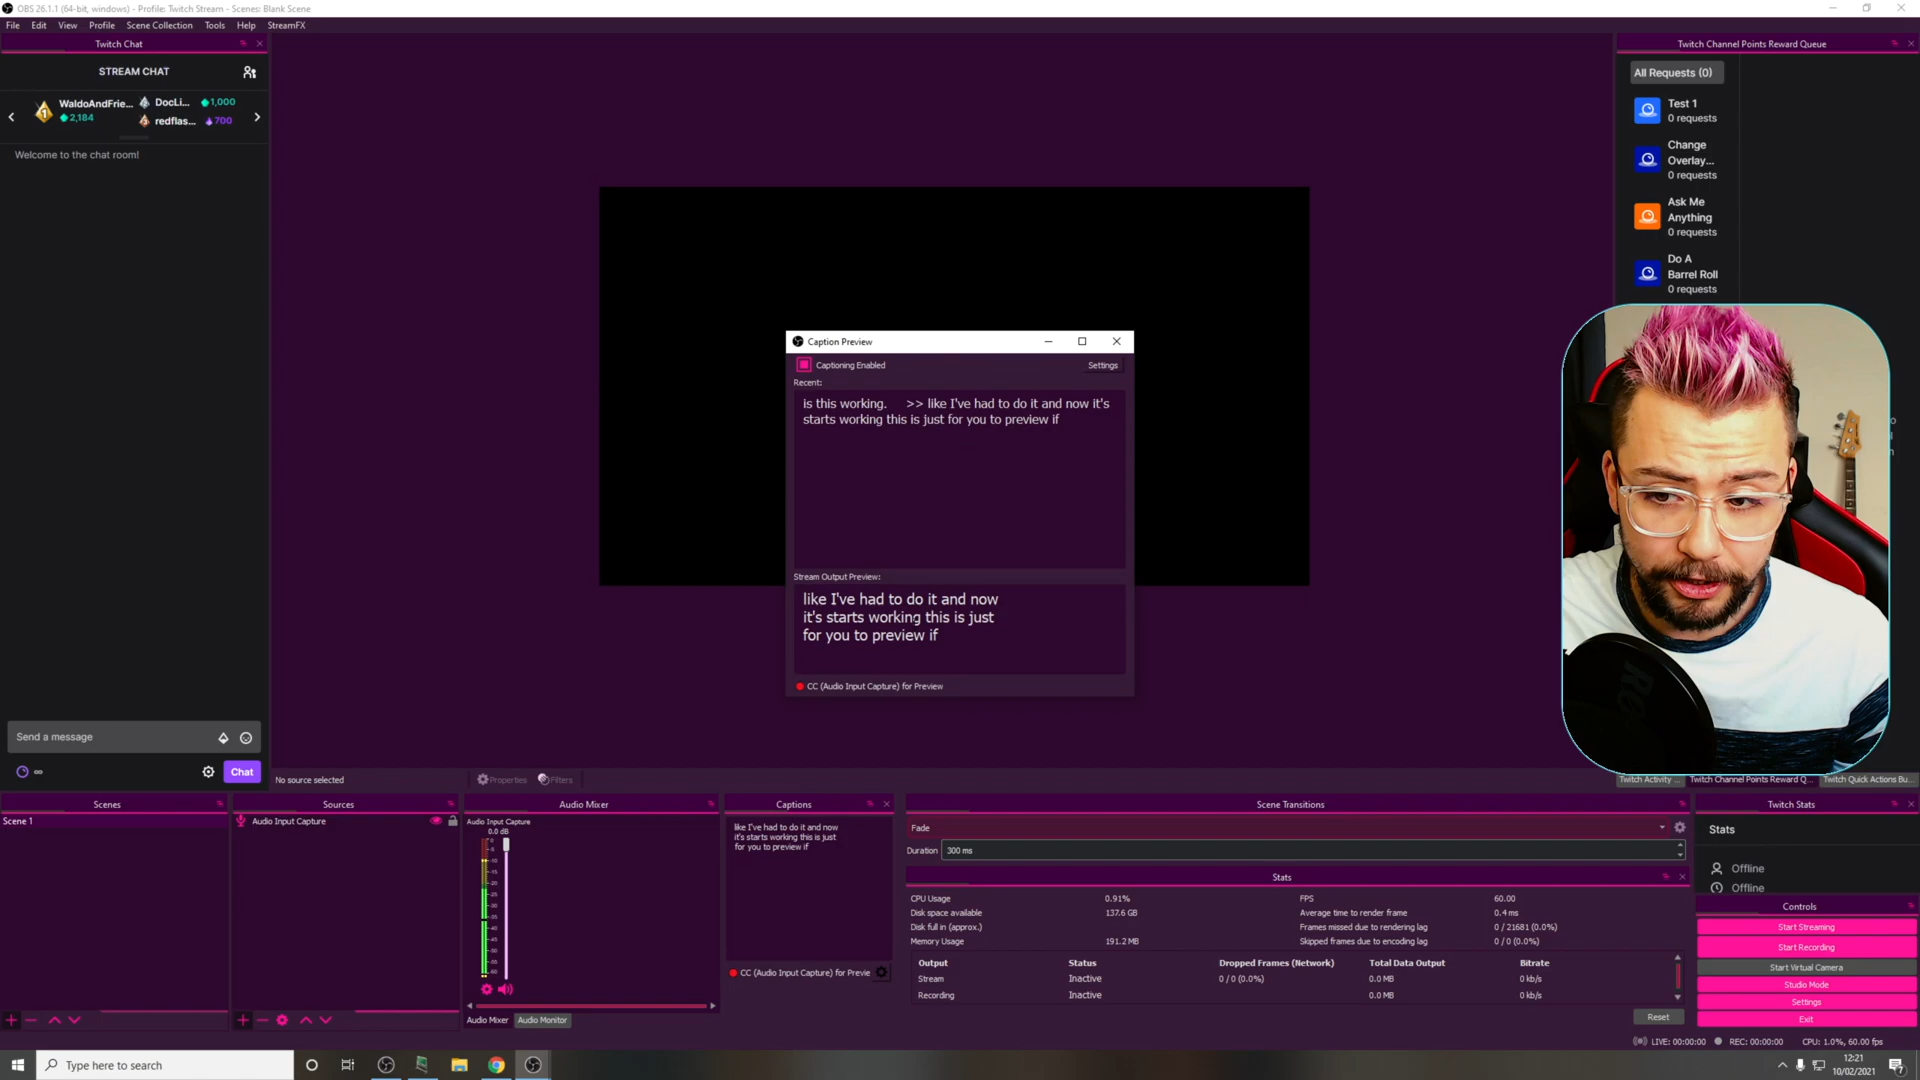 OBS 26.1.1 (64-bit, windows) - Profile: Twitch Stream - Scenes: Blank Scene
File Edit View Profile Scene Collection Tools Help StreamFX
Twitch Chat
STREAM CHAT
1 WaldoAndFrie... 2,184
DocLi... 1,000
redflas... 700
Welcome to the chat room!
Send a message
Chat
Twitch Channel Points Reward Queue
All Requests (0)
Test 1
0 requests
Change
Overlay...
0 requests
Ask Me
Anything
0 requests
Do A
Barrel Roll
0 requests
Caption Preview
Captioning Enabled Settings
Recent:
is this working. >> like I've had to do it and now it's
starts working this is just for you to preview if
Stream Output Preview:
like I've had to do it and now
it's starts working this is just
for you to preview if
CC (Audio Input Capture) for Preview
No source selected Properties Filters
Twitch Activity ... Twitch Channel Points Reward Q... Twitch Quick Actions Bu...
Scenes
Scene 1
Sources
Audio Input Capture
Audio Mixer
Audio Input Capture
0.0 dB
Audio Mixer Audio Monitor
Captions
like I've had to do it and now
it's starts working this is just
for you to preview if
CC (Audio Input Capture) for Previe
Scene Transitions
Fade
Duration 300 ms
Stats
CPU Usage 0.91% FPS 60.00
Disk space available 137.6 GB Average time to render frame 0.4 ms
Disk full in (approx.) Frames missed due to rendering lag 0 / 21681 (0.0%)
Memory Usage 191.2 MB Skipped frames due to encoding lag 0 / 0 (0.0%)
Output Status Dropped Frames (Network) Total Data Output Bitrate
Stream Inactive 0 / 0 (0.0%) 0.0 MB 0 kb/s
Recording Inactive 0.0 MB 0 kb/s
Reset
Twitch Stats
Stats
Offline
Offline
Controls
Start Streaming
Start Recording
Start Virtual Camera
Studio Mode
Settings
Exit
LIVE: 00:00:00 REC: 00:00:00 CPU: 1.0%, 60.00 fps
Type here to search
12:21
10/02/2021